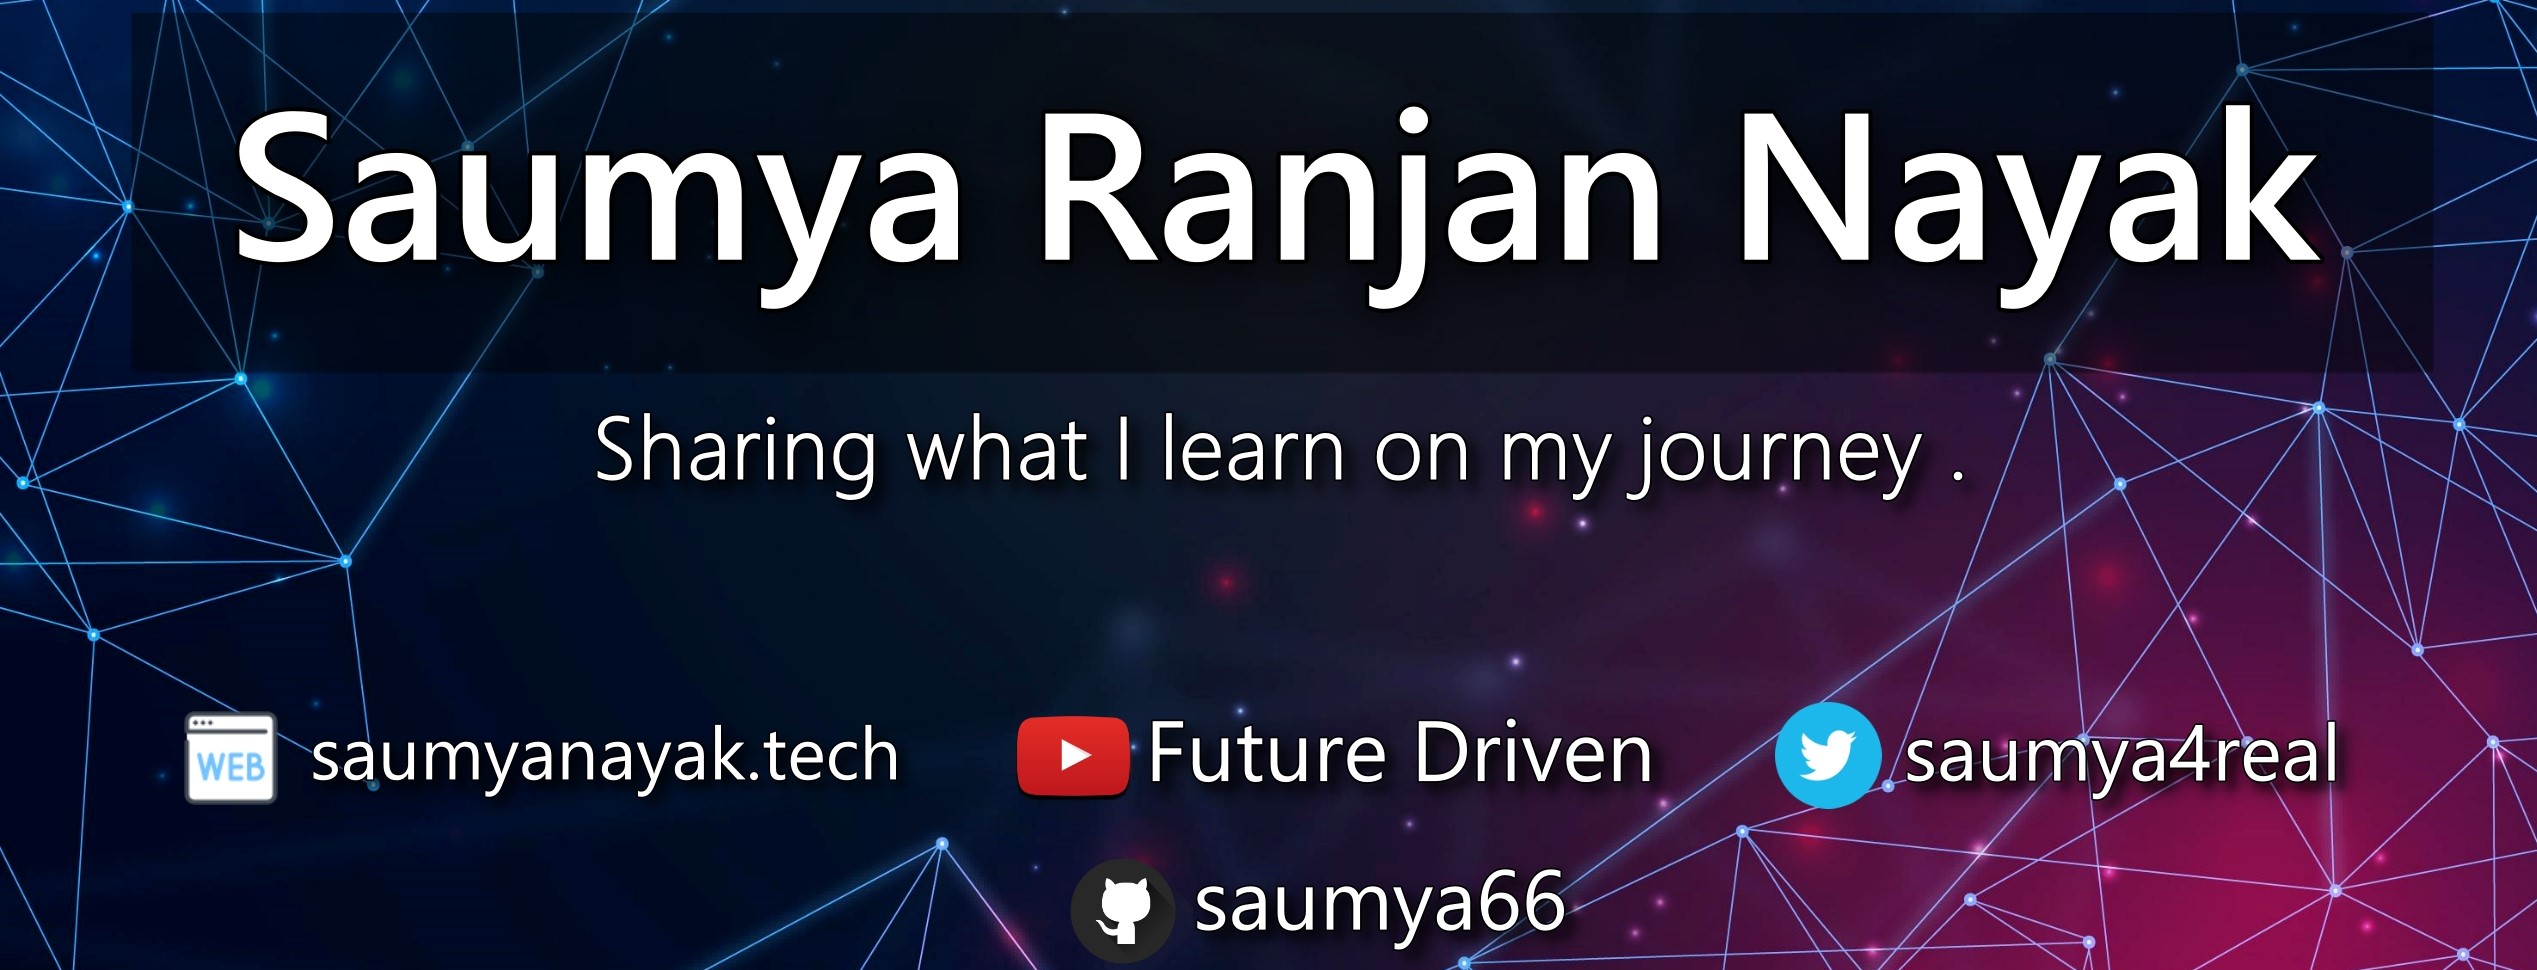 Saumya Ranjan Nayak
Sharing what I learn on my journey .
WEB saumyanayak.tech Future Driven saumya4real
saumya66